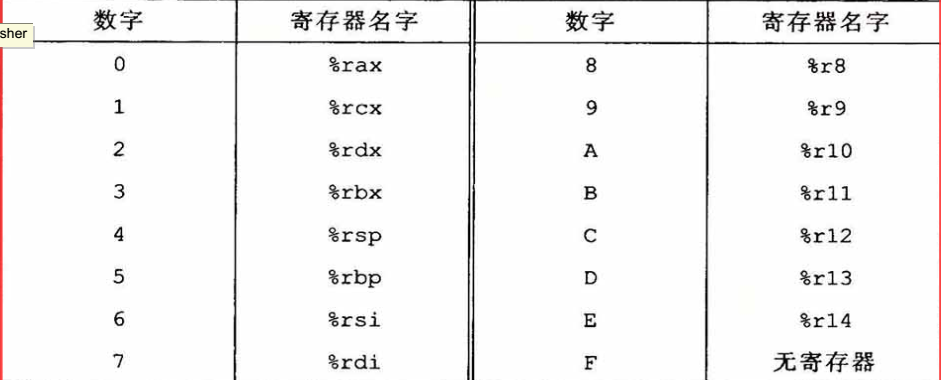 数字 寄存器名字 数字 寄存器名字
sher
0 %rax 8 %r8
1 %rcx 9 %r9
2 %rdx A %r10
3 %rbx B %r11
4 %rsp C %r12
5 %rbp D %r13
6 %rsi E %r14
7 %rdi F 无寄存器